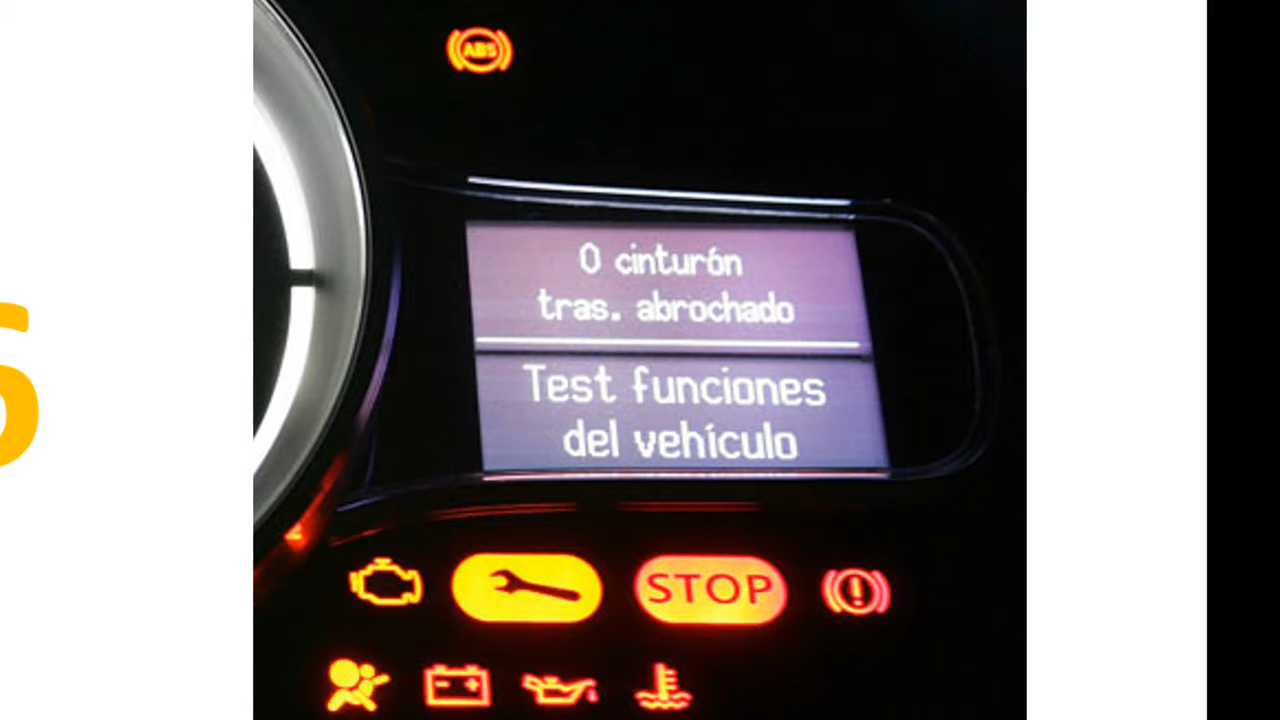 ABS
0 cinturón
tras. abrochado
Test funciones
del vehículo
STOP